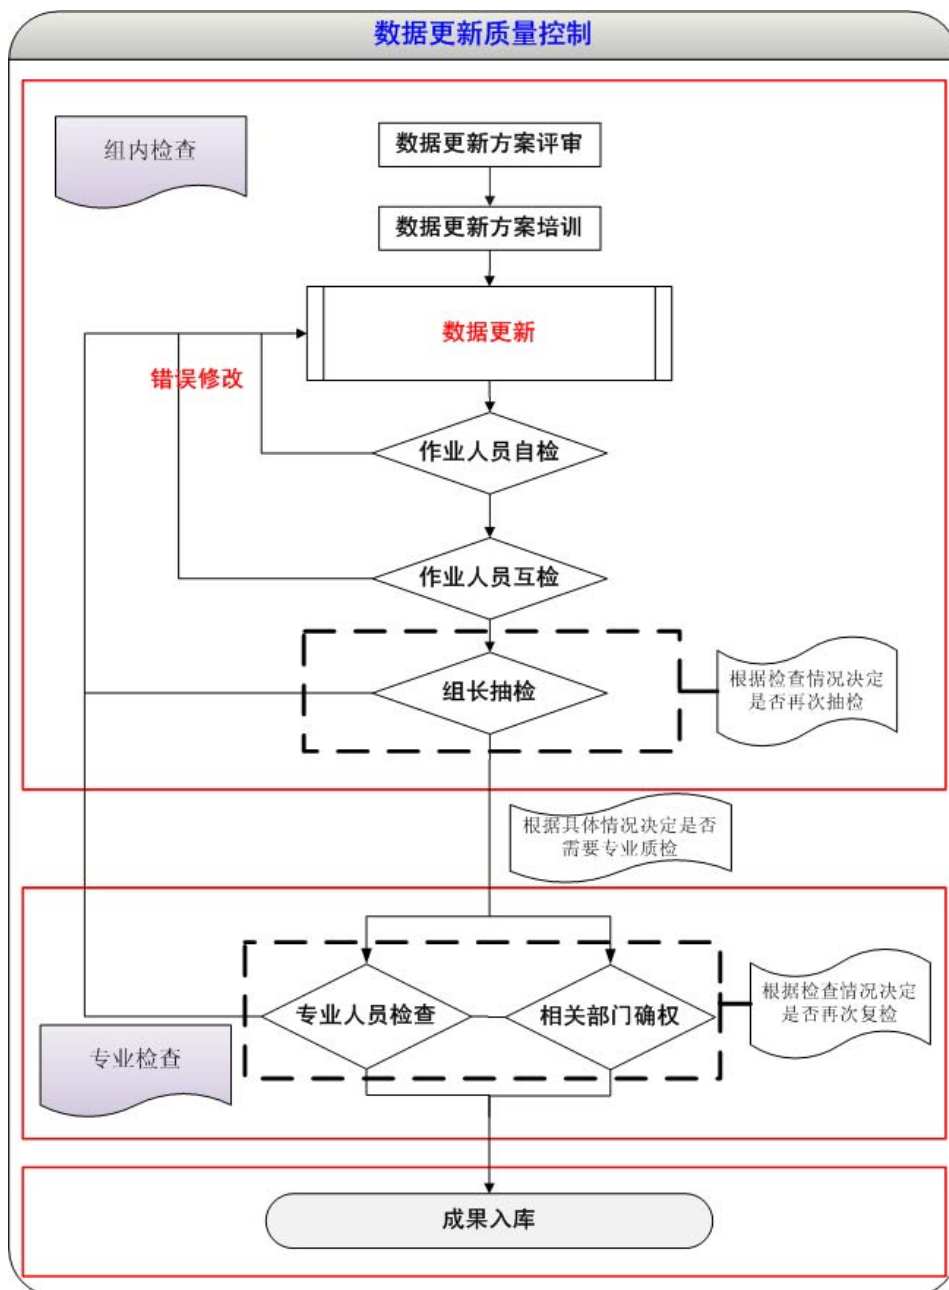 数据更新质量控制
组内检查
数据更新方案评审
数据更新方案培训
数据更新
错误修改
作业人员自检
作业人员互检
组长抽检
根据检查情况决定
是否再次抽检
根据具体情况决定是否
需要专业质检
专业人员检查
相关部门确权
根据检查情况决定
是否再次复检
专业检查
成果入库